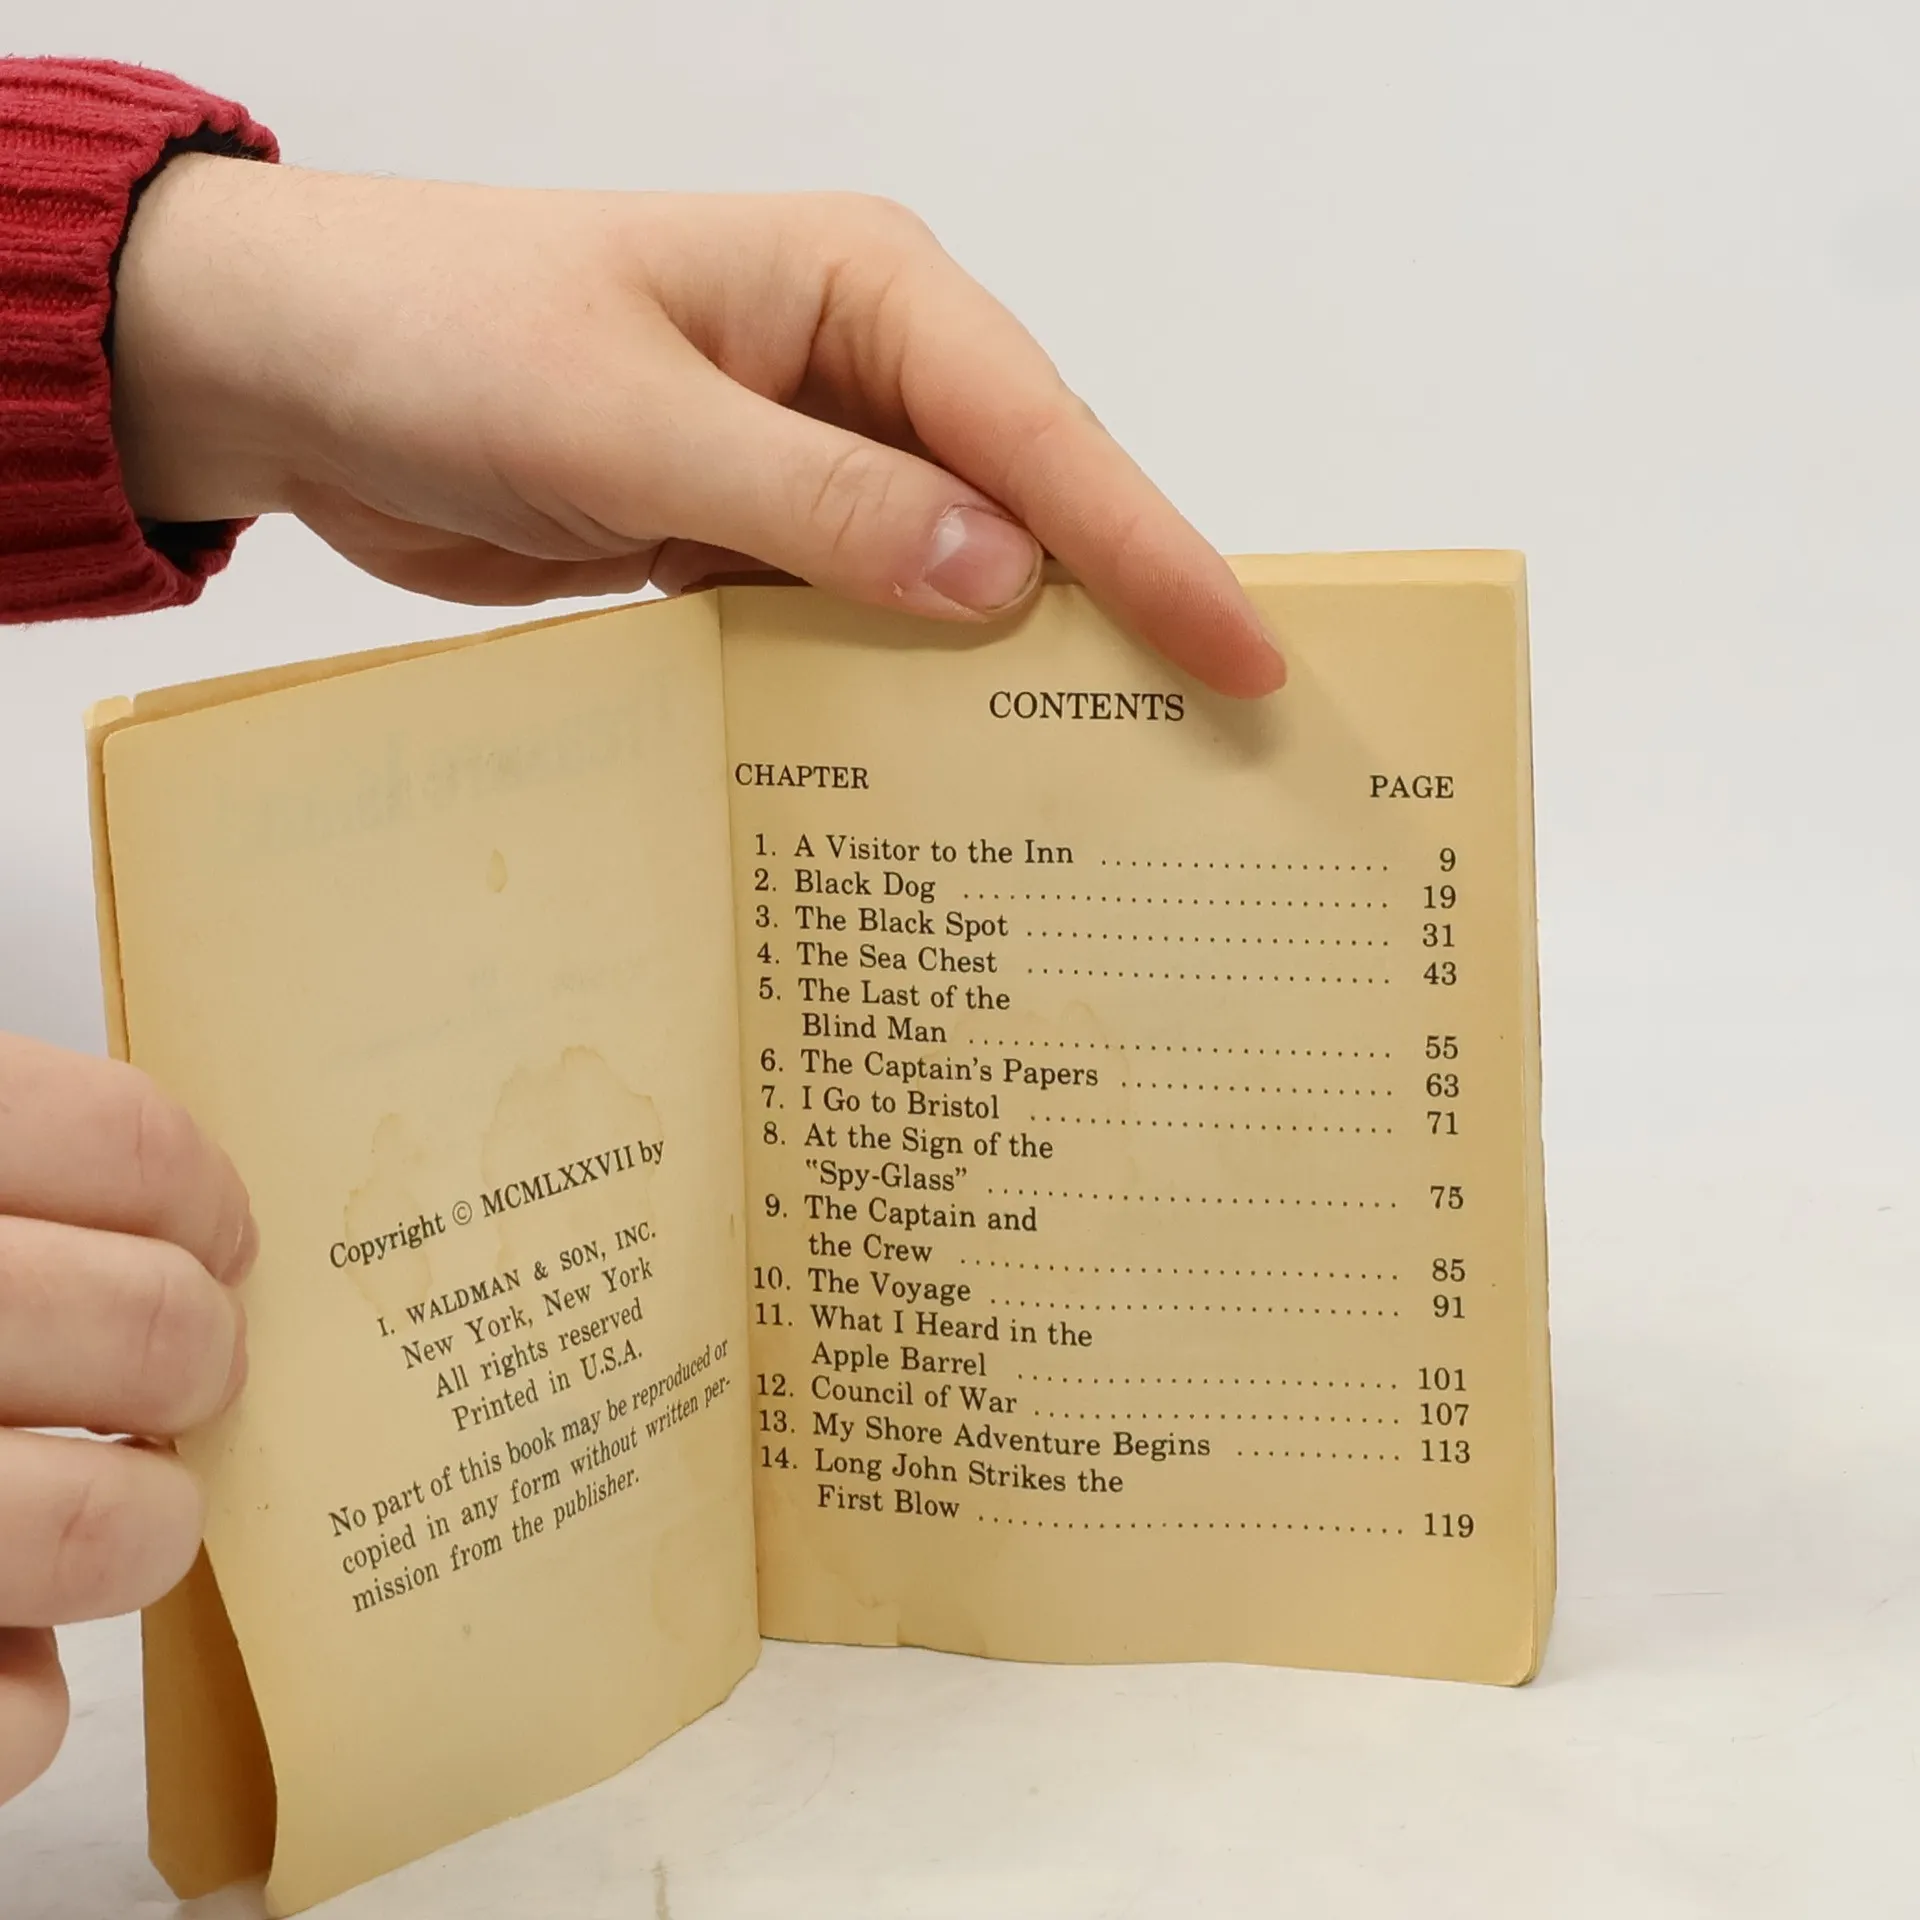 Copyright © MCMLXXVII by
I. WALDMAN & SON, INC.
New York, New York
All rights reserved
Printed in U.S.A.
No part of this book may be reproduced or
copied in any form without written per-
mission from the publisher.
CONTENTS
CHAPTER PAGE
1. A Visitor to the Inn .................... 9
2. Black Dog ............................. 19
3. The Black Spot ......................... 31
4. The Sea Chest ......................... 43
5. The Last of the
Blind Man ............................. 55
6. The Captain's Papers ................... 63
7. I Go to Bristol ......................... 71
8. At the Sign of the
"Spy-Glass" ............................ 75
9. The Captain and
the Crew .............................. 85
10. The Voyage ............................ 91
11. What I Heard in the
Apple Barrel .......................... 101
12. Council of War ......................... 107
13. My Shore Adventure Begins ........... 113
14. Long John Strikes the
First Blow ............................. 119